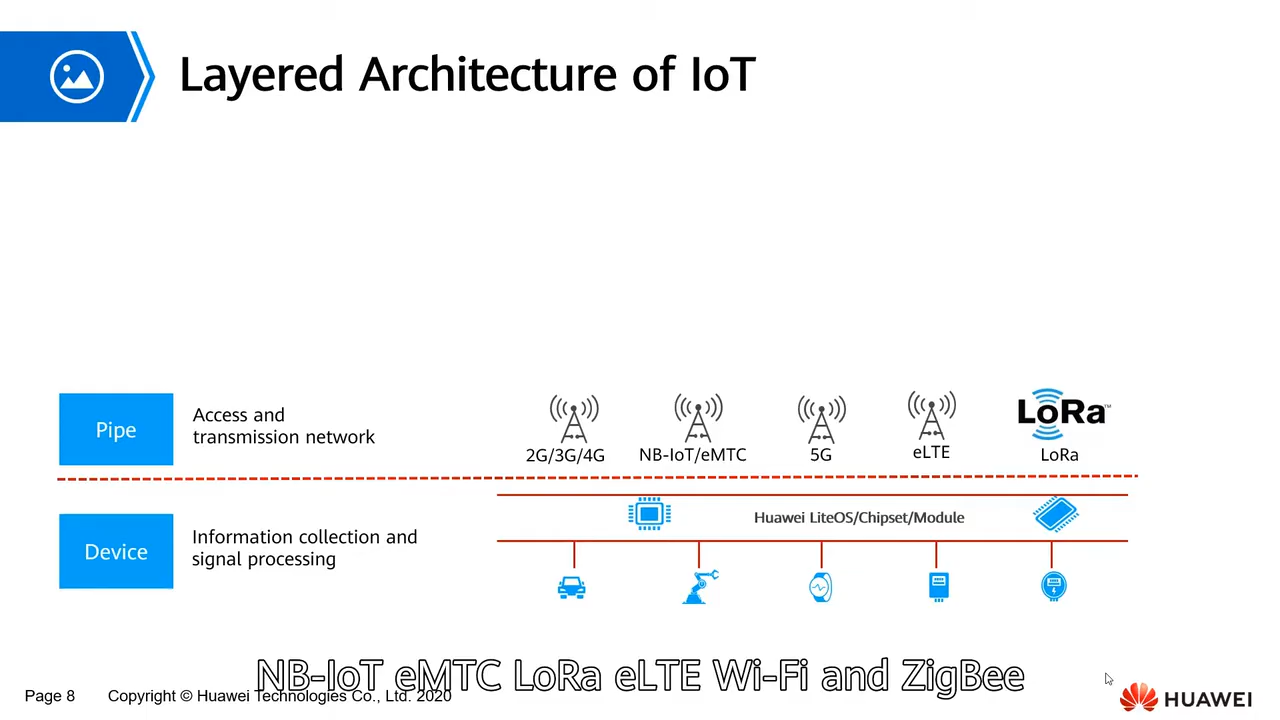 Layered Architecture of IoT
Pipe
Access and
transmission network
2G/3G/4G
NB-IoT/eMTC
5G
eLTE
LoRa™
LoRa
Huawei LiteOS/Chipset/Module
Device
Information collection and
signal processing
NB-IoT eMTC LoRa eLTE Wi-Fi and ZigBee
Page 8
Copyright © Huawei Technologies Co., Ltd. 2020
HUAWEI